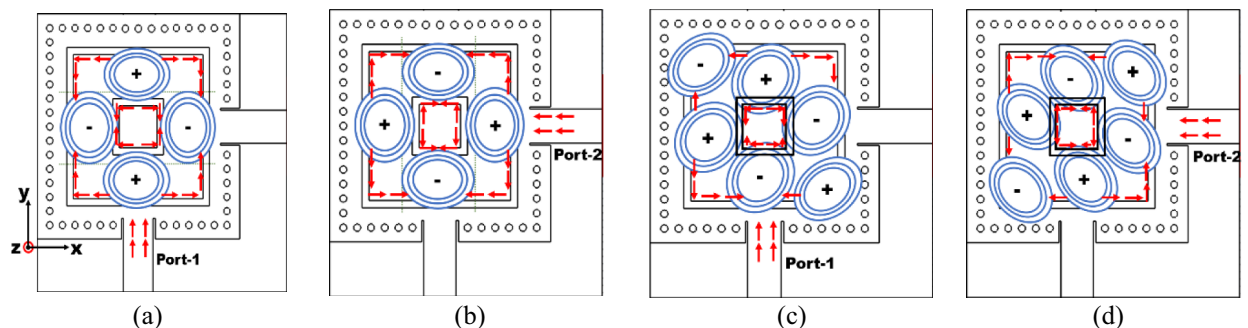 + - - +
y z x
Port-1
- + + -
Port-2
- + + - - +
Port-1
- + + - - +
Port-2
(a) (b) (c) (d)